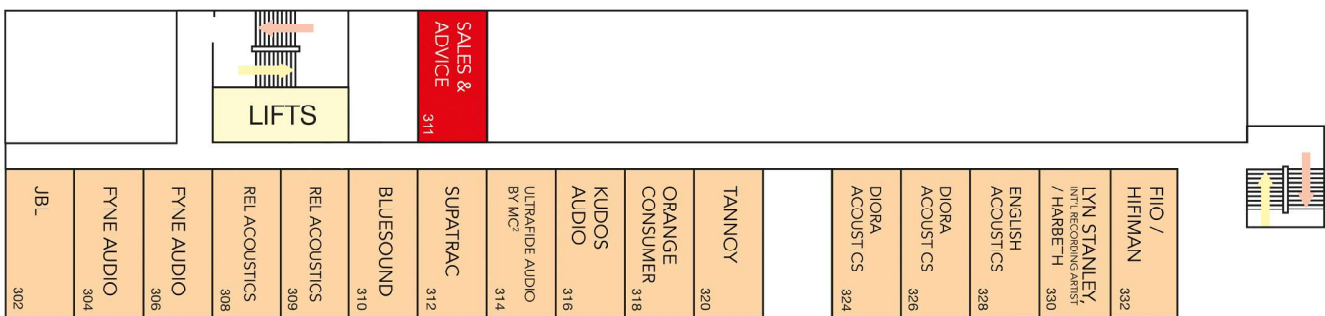 SALES &
ADVICE
311
LIFTS
JBL
302
FYNE AUDIO
304
FYNE AUDIO
306
REL ACOUSTICS
308
REL ACOUSTICS
309
BLUESOUND
310
SUPATRAC
312
ULTRAFIDE AUDIO
BY MC²
314
KUDOS
AUDIO
316
ORANGE
CONSUMER
318
TANNOY
320
DIORA
ACOUSTICS
324
DIORA
ACOUSTICS
326
ENGLISH
ACOUSTICS
328
LYN STANLEY,
INT'L RECORDING ARTIST
/ HARBETH
330
FIIO /
HIFIMAN
332